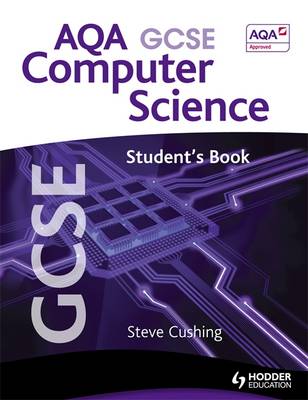 AQA GCSE
Computer
Science
AQA
Approved
Student's Book
GCSE
Steve Cushing
HODDER
EDUCATION